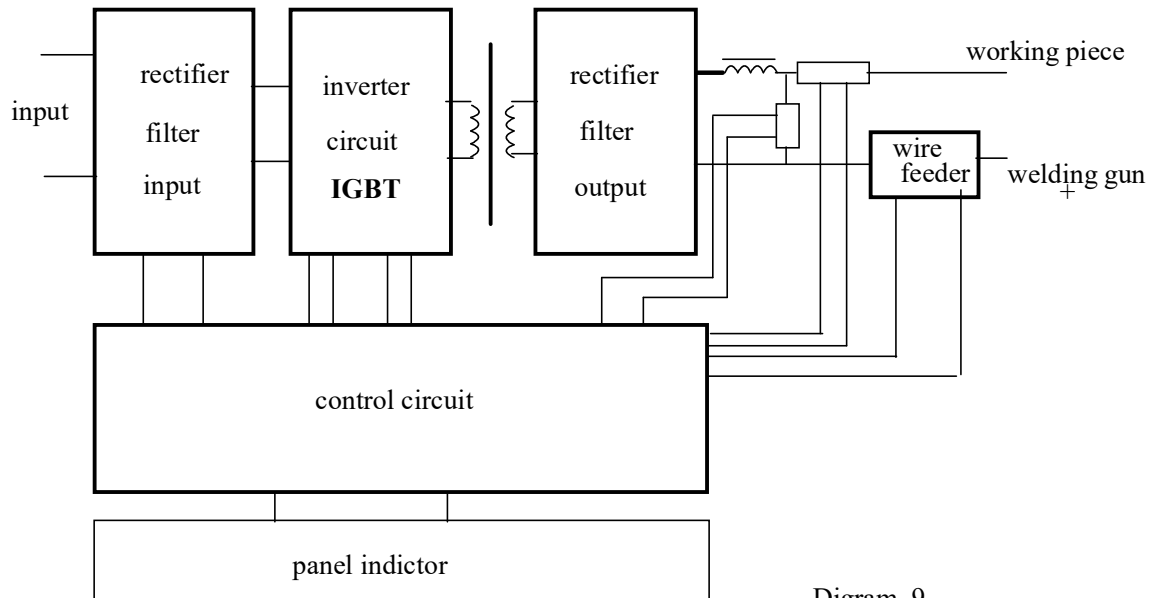 input
rectifier
filter
input
inverter
circuit
IGBT
rectifier
filter
output
working piece
wire
feeder
welding gun
+
control circuit
panel indictor
Digram 9